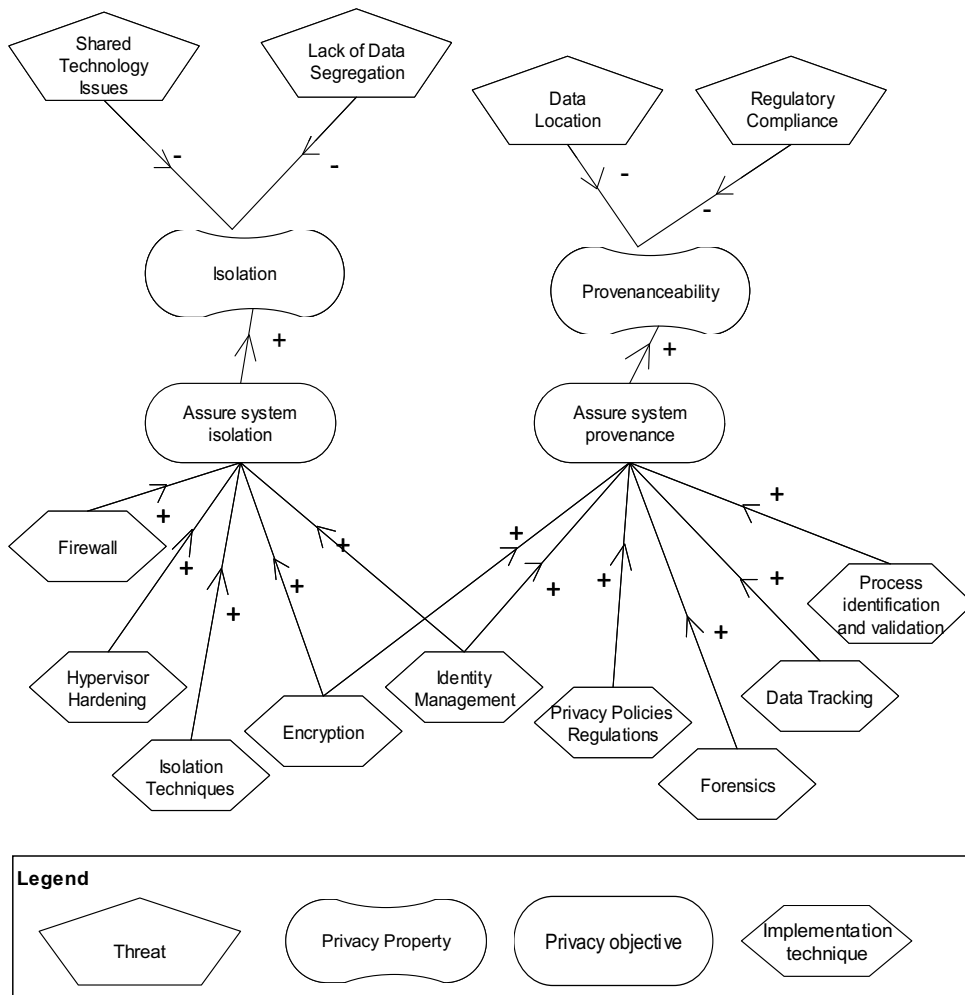 Shared
Technology
Issues
Lack of Data
Segregation
Data
Location
Regulatory
Compliance
-
-
-
-
Isolation
Provenanceability
+
+
Assure system
isolation
Assure system
provenance
+
+
+
+
+
+
+
+
+
+
+
Firewall
Process
identification
and validation
Hypervisor
Hardening
Identity
Management
Data Tracking
Encryption
Privacy Policies
Regulations
Isolation
Techniques
Forensics
Legend
Threat
Privacy Property
Privacy objective
Implementation
technique